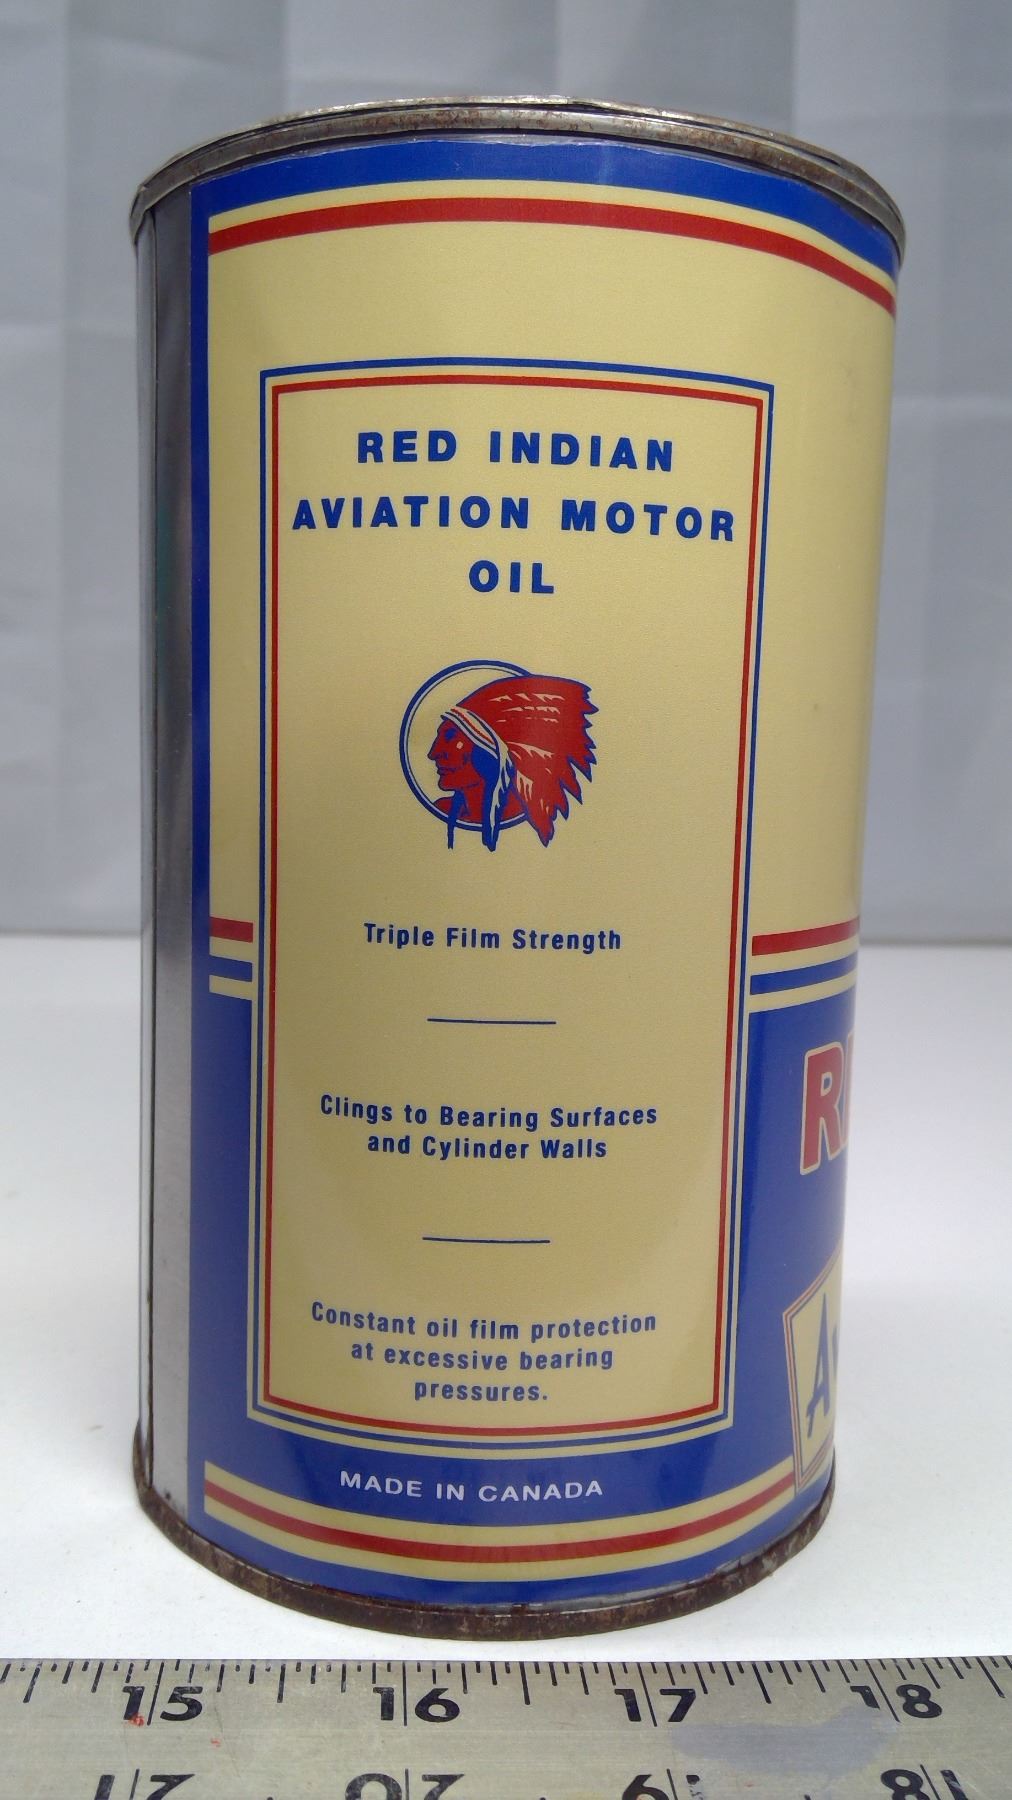 RED INDIAN
AVIATION MOTOR
OIL
Triple Film Strength
Clings to Bearing Surfaces
and Cylinder Walls
Constant oil film protection
at excessive bearing
pressures.
MADE IN CANADA
15 16 17 18